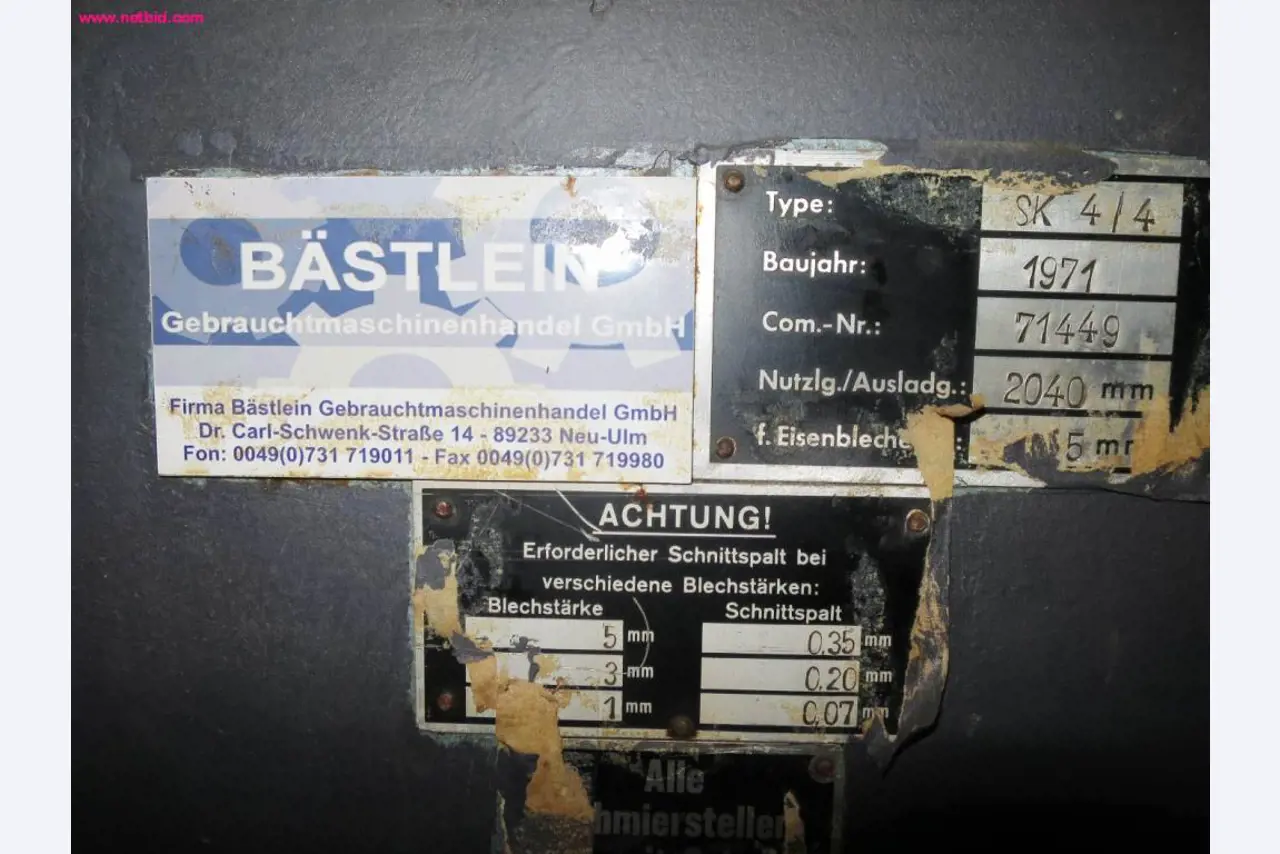 www.netbid.com
BÄSTLEIN
Gebrauchtmaschinenhandel GmbH
Firma Bästlein Gebrauchtmaschinenhandel GmbH
Dr. Carl-Schwenk-Straße 14 - 89233 Neu-Ulm
Fon: 0049(0)731 719011 - Fax 0049(0)731 719980
Type: SK 4/4
Baujahr: 1971
Com.-Nr.: 71449
Nutzlg./Ausladg.: 2040 mm
f. Eisenbleche : 5 mm
ACHTUNG!
Erforderlicher Schnittspalt bei
verschiedene Blechstärken:
Blechstärke Schnittspalt
5 mm 0,35 mm
3 mm 0,20 mm
1 mm 0,07 mm
Alle